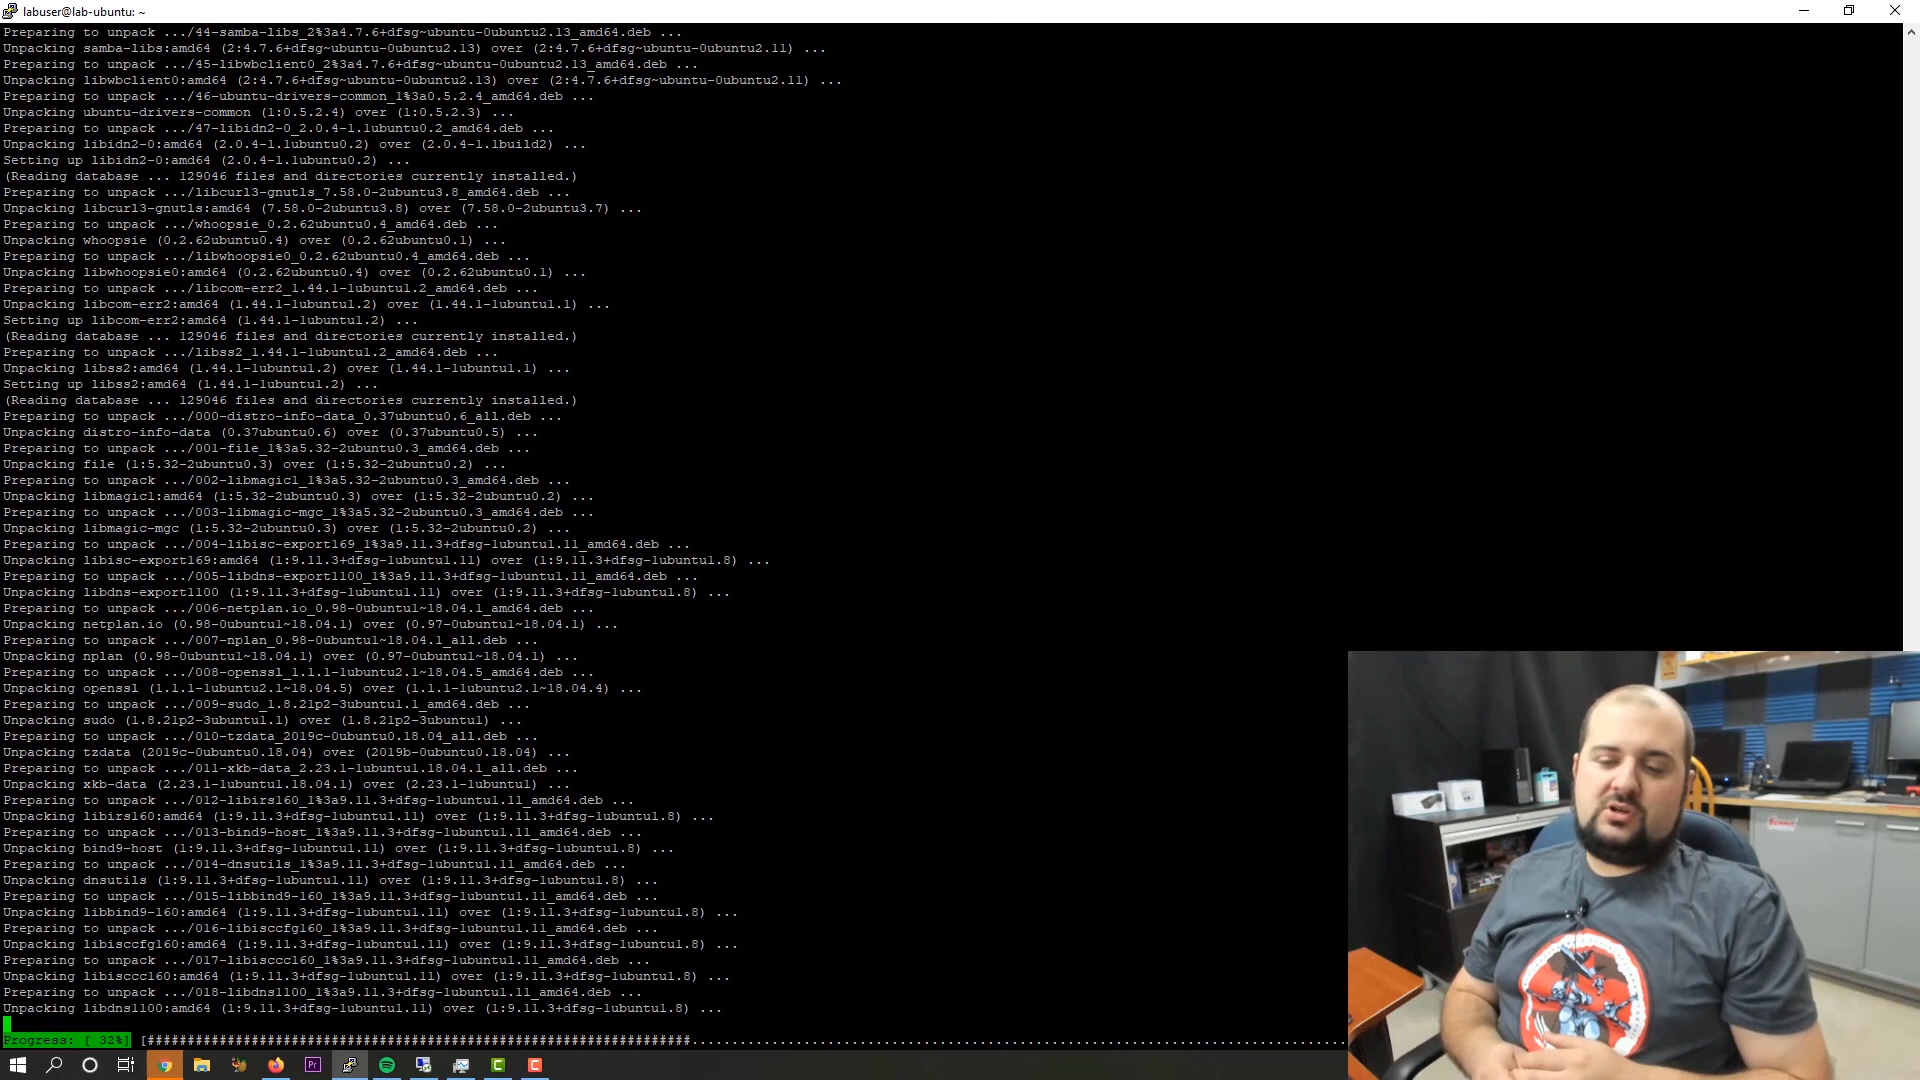 labuser@lab-ubuntu: ~
Preparing to unpack .../44-samba-libs_2%3a4.7.6+dfsg~ubuntu-0ubuntu2.13_amd64.deb ...
Unpacking samba-libs:amd64 (2:4.7.6+dfsg~ubuntu-0ubuntu2.13) over (2:4.7.6+dfsg~ubuntu-0ubuntu2.11) ...
Preparing to unpack .../45-libwbclient0_2%3a4.7.6+dfsg~ubuntu-0ubuntu2.13_amd64.deb ...
Unpacking libwbclient0:amd64 (2:4.7.6+dfsg~ubuntu-0ubuntu2.13) over (2:4.7.6+dfsg~ubuntu-0ubuntu2.11) ...
Preparing to unpack .../46-ubuntu-drivers-common_1%3a0.5.2.4_amd64.deb ...
Unpacking ubuntu-drivers-common (1:0.5.2.4) over (1:0.5.2.3) ...
Preparing to unpack .../47-libidn2-0_2.0.4-1.1ubuntu0.2_amd64.deb ...
Unpacking libidn2-0:amd64 (2.0.4-1.1ubuntu0.2) over (2.0.4-1.1build2) ...
Setting up libidn2-0:amd64 (2.0.4-1.1ubuntu0.2) ...
(Reading database ... 129046 files and directories currently installed.)
Preparing to unpack .../libcurl3-gnutls_7.58.0-2ubuntu3.8_amd64.deb ...
Unpacking libcurl3-gnutls:amd64 (7.58.0-2ubuntu3.8) over (7.58.0-2ubuntu3.7) ...
Preparing to unpack .../whoopsie_0.2.62ubuntu0.4_amd64.deb ...
Unpacking whoopsie (0.2.62ubuntu0.4) over (0.2.62ubuntu0.1) ...
Preparing to unpack .../libwhoopsie0_0.2.62ubuntu0.4_amd64.deb ...
Unpacking libwhoopsie0:amd64 (0.2.62ubuntu0.4) over (0.2.62ubuntu0.1) ...
Preparing to unpack .../libcom-err2_1.44.1-1ubuntu1.2_amd64.deb ...
Unpacking libcom-err2:amd64 (1.44.1-1ubuntu1.2) over (1.44.1-1ubuntu1.1) ...
Setting up libcom-err2:amd64 (1.44.1-1ubuntu1.2) ...
(Reading database ... 129046 files and directories currently installed.)
Preparing to unpack .../libss2_1.44.1-1ubuntu1.2_amd64.deb ...
Unpacking libss2:amd64 (1.44.1-1ubuntu1.2) over (1.44.1-1ubuntu1.1) ...
Setting up libss2:amd64 (1.44.1-1ubuntu1.2) ...
(Reading database ... 129046 files and directories currently installed.)
Preparing to unpack .../000-distro-info-data_0.37ubuntu0.6_all.deb ...
Unpacking distro-info-data (0.37ubuntu0.6) over (0.37ubuntu0.5) ...
Preparing to unpack .../001-file_1%3a5.32-2ubuntu0.3_amd64.deb ...
Unpacking file (1:5.32-2ubuntu0.3) over (1:5.32-2ubuntu0.2) ...
Preparing to unpack .../002-libmagic1_1%3a5.32-2ubuntu0.3_amd64.deb ...
Unpacking libmagic1:amd64 (1:5.32-2ubuntu0.3) over (1:5.32-2ubuntu0.2) ...
Preparing to unpack .../003-libmagic-mgc_1%3a5.32-2ubuntu0.3_amd64.deb ...
Unpacking libmagic-mgc (1:5.32-2ubuntu0.3) over (1:5.32-2ubuntu0.2) ...
Preparing to unpack .../004-libisc-export169_1%3a9.11.3+dfsg-1ubuntu1.11_amd64.deb ...
Unpacking libisc-export169:amd64 (1:9.11.3+dfsg-1ubuntu1.11) over (1:9.11.3+dfsg-1ubuntu1.8) ...
Preparing to unpack .../005-libdns-export1100_1%3a9.11.3+dfsg-1ubuntu1.11_amd64.deb ...
Unpacking libdns-export1100 (1:9.11.3+dfsg-1ubuntu1.11) over (1:9.11.3+dfsg-1ubuntu1.8) ...
Preparing to unpack .../006-netplan.io_0.98-0ubuntu1~18.04.1_amd64.deb ...
Unpacking netplan.io (0.98-0ubuntu1~18.04.1) over (0.97-0ubuntu1~18.04.1) ...
Preparing to unpack .../007-nplan_0.98-0ubuntu1~18.04.1_all.deb ...
Unpacking nplan (0.98-0ubuntu1~18.04.1) over (0.97-0ubuntu1~18.04.1) ...
Preparing to unpack .../008-openssl_1.1.1-1ubuntu2.1~18.04.5_amd64.deb ...
Unpacking openssl (1.1.1-1ubuntu2.1~18.04.5) over (1.1.1-1ubuntu2.1~18.04.4) ...
Preparing to unpack .../009-sudo_1.8.21p2-3ubuntu1.1_amd64.deb ...
Unpacking sudo (1.8.21p2-3ubuntu1.1) over (1.8.21p2-3ubuntu1) ...
Preparing to unpack .../010-tzdata_2019c-0ubuntu0.18.04_all.deb ...
Unpacking tzdata (2019c-0ubuntu0.18.04) over (2019b-0ubuntu0.18.04) ...
Preparing to unpack .../011-xkb-data_2.23.1-1ubuntu1.18.04.1_all.deb ...
Unpacking xkb-data (2.23.1-1ubuntu1.18.04.1) over (2.23.1-1ubuntu1) ...
Preparing to unpack .../012-libirs160_1%3a9.11.3+dfsg-1ubuntu1.11_amd64.deb ...
Unpacking libirs160:amd64 (1:9.11.3+dfsg-1ubuntu1.11) over (1:9.11.3+dfsg-1ubuntu1.8) ...
Preparing to unpack .../013-bind9-host_1%3a9.11.3+dfsg-1ubuntu1.11_amd64.deb ...
Unpacking bind9-host (1:9.11.3+dfsg-1ubuntu1.11) over (1:9.11.3+dfsg-1ubuntu1.8) ...
Preparing to unpack .../014-dnsutils_1%3a9.11.3+dfsg-1ubuntu1.11_amd64.deb ...
Unpacking dnsutils (1:9.11.3+dfsg-1ubuntu1.11) over (1:9.11.3+dfsg-1ubuntu1.8) ...
Preparing to unpack .../015-libbind9-160_1%3a9.11.3+dfsg-1ubuntu1.11_amd64.deb ...
Unpacking libbind9-160:amd64 (1:9.11.3+dfsg-1ubuntu1.11) over (1:9.11.3+dfsg-1ubuntu1.8) ...
Preparing to unpack .../016-libisccfg160_1%3a9.11.3+dfsg-1ubuntu1.11_amd64.deb ...
Unpacking libisccfg160:amd64 (1:9.11.3+dfsg-1ubuntu1.11) over (1:9.11.3+dfsg-1ubuntu1.8) ...
Preparing to unpack .../017-libisccc160_1%3a9.11.3+dfsg-1ubuntu1.11_amd64.deb ...
Unpacking libisccc160:amd64 (1:9.11.3+dfsg-1ubuntu1.11) over (1:9.11.3+dfsg-1ubuntu1.8) ...
Preparing to unpack .../018-libdns1100_1%3a9.11.3+dfsg-1ubuntu1.11_amd64.deb ...
Unpacking libdns1100:amd64 (1:9.11.3+dfsg-1ubuntu1.11) over (1:9.11.3+dfsg-1ubuntu1.8) ...
Progress: [ 32%] [####################################################################..................................................................................
Pr